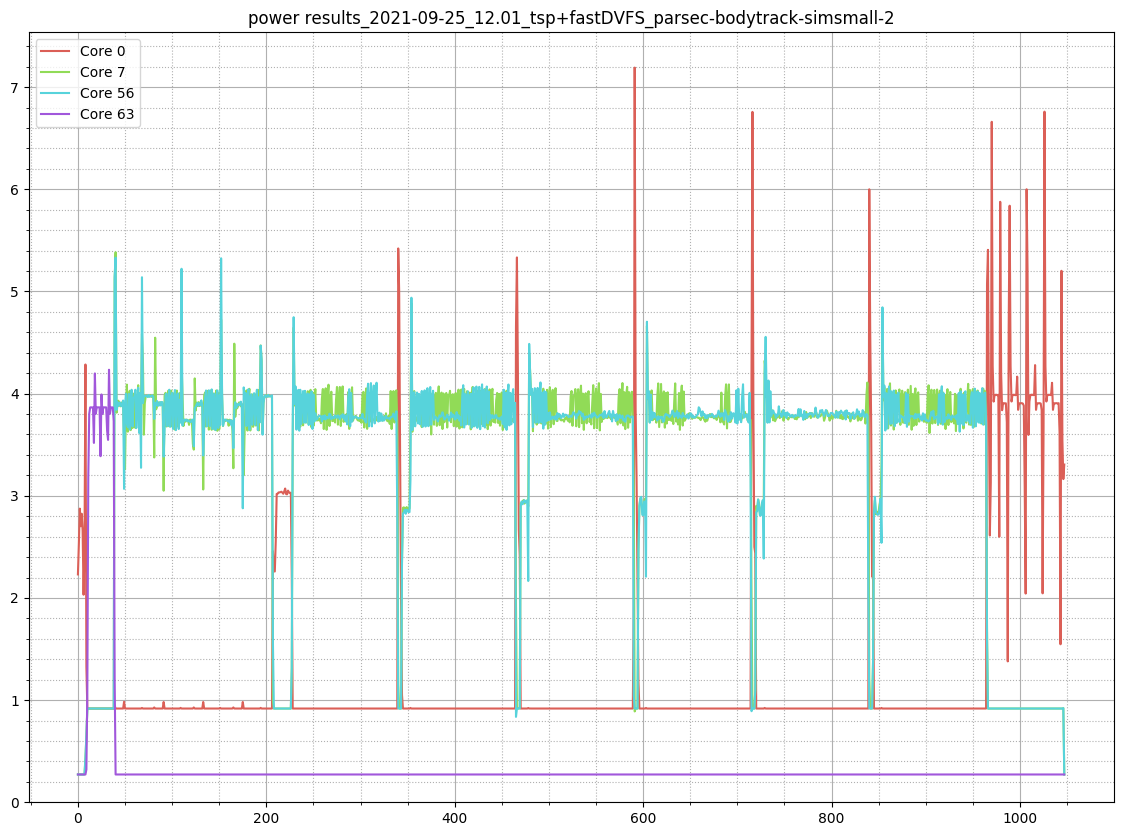 power results_2021-09-25_12.01_tsp+fastDVFS_parsec-bodytrack-simsmall-2
Core 0
Core 7
Core 56
Core 63
7
6
5
4
3
2
1
0
0 200 400 600 800 1000